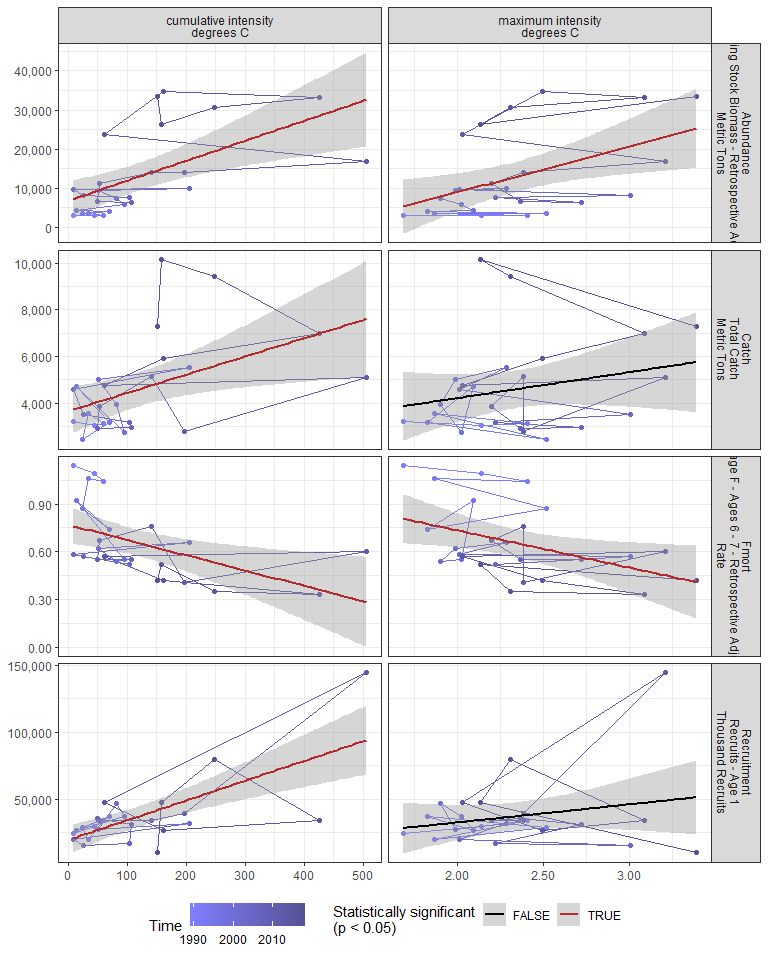 cumulative intensity
degrees C
maximum intensity
degrees C
40,000
30,000
20,000
10,000
0
Abundance
ing Stock Biomass - Retrospective A
Metric Tons
10,000
8,000
6,000
4,000
Catch
Total Catch
Metric Tons
0.90
0.60
0.30
0.00
Fmort
age F - Ages 6 - 7 - Retrospective Adj
Rate
150,000
100,000
50,000
Recruitment
Recruits - Age 1
Thousand Recruits
0 100 200 300 400 500
2.00 2.50 3.00
Time
1990 2000 2010
Statistically significant
(p < 0.05)
FALSE
TRUE